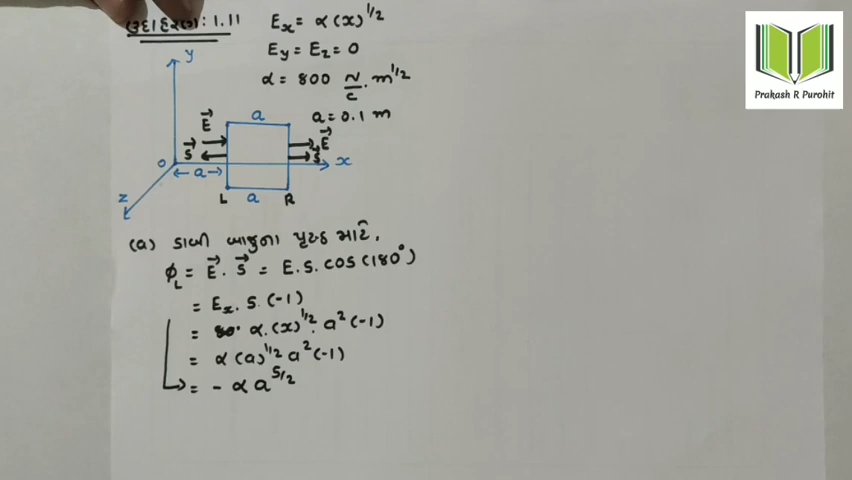 ઉદાહરણ: 1.11
Eₓ = α(x)^1/2
Ey = Ez = 0
α = 800 N/C · m^1/2
a = 0.1 m
y
a
E⃗
E⃗
S⃗
S⃗
O
←a→
x
z
L a R
(a) ડાબી બાજુના પૃષ્ઠ માટે,
ϕL = E⃗ · S⃗ = E. S. COS (180°)
= Eₓ. S (-1)
= α. (x)^1/2. a² (-1)
= α (a)^1/2 a² (-1)
= - α a^5/2
Prakash R Purohit